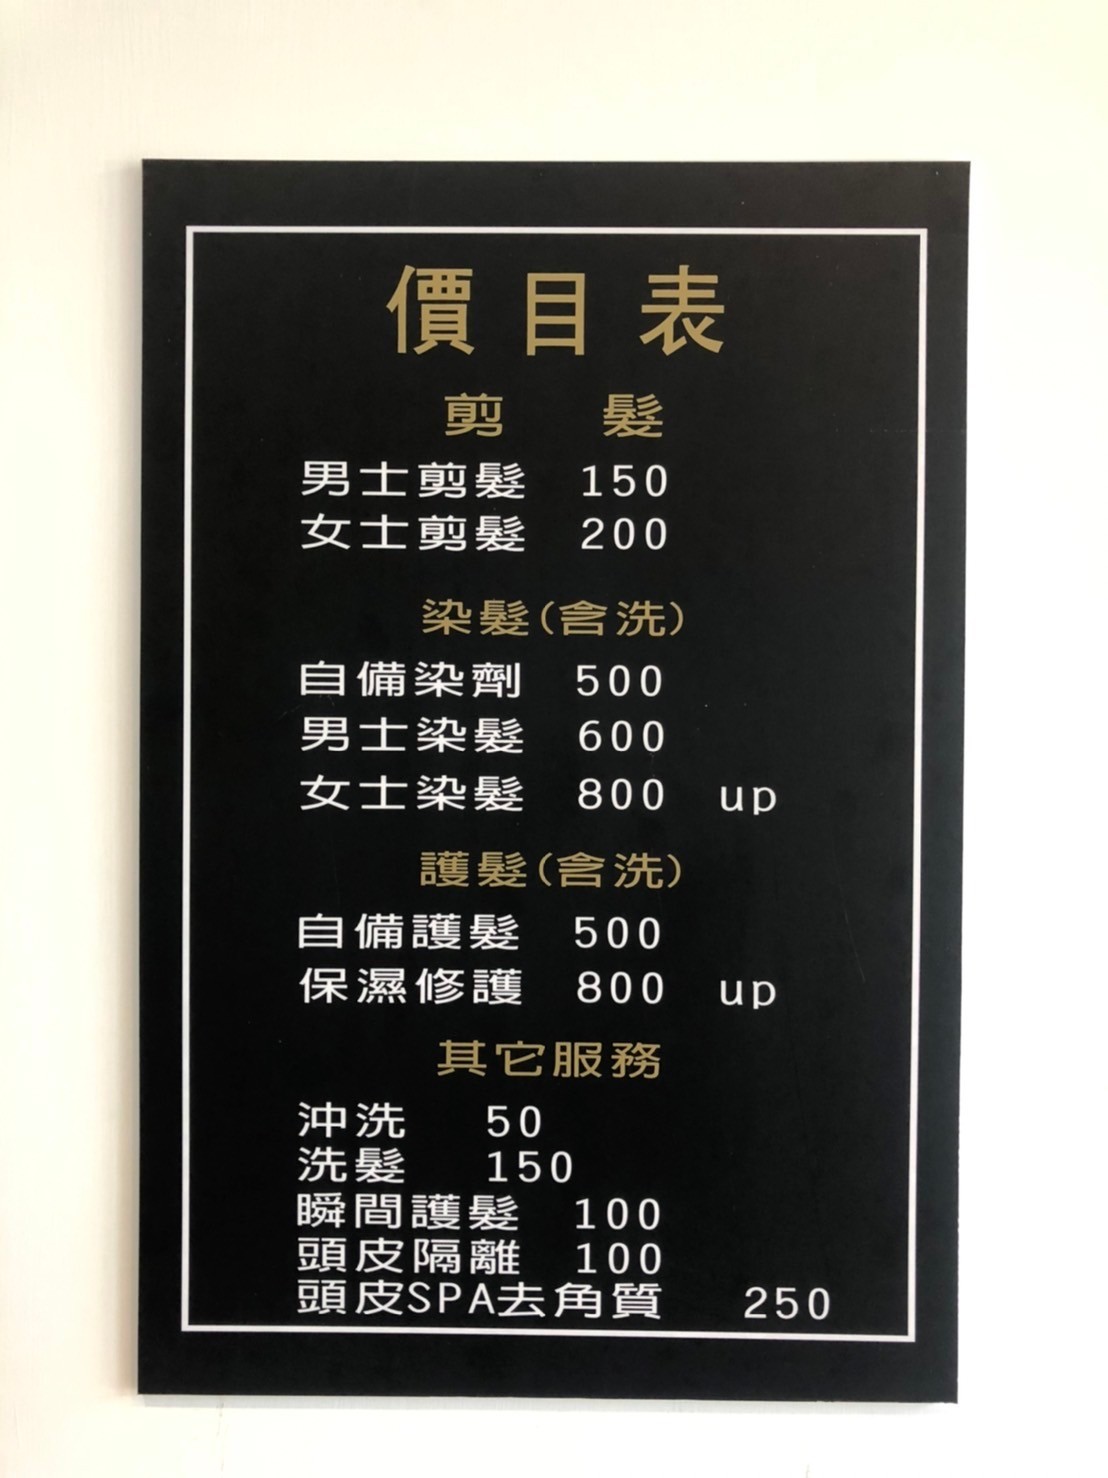 價目表
剪 髮
男士剪髮 150
女士剪髮 200
染髮(含洗)
自備染劑 500
男士染髮 600
女士染髮 800 up
護髮(含洗)
自備護髮 500
保濕修護 800 up
其它服務
沖洗 50
洗髮 150
瞬間護髮 100
頭皮隔離 100
頭皮SPA去角質 250